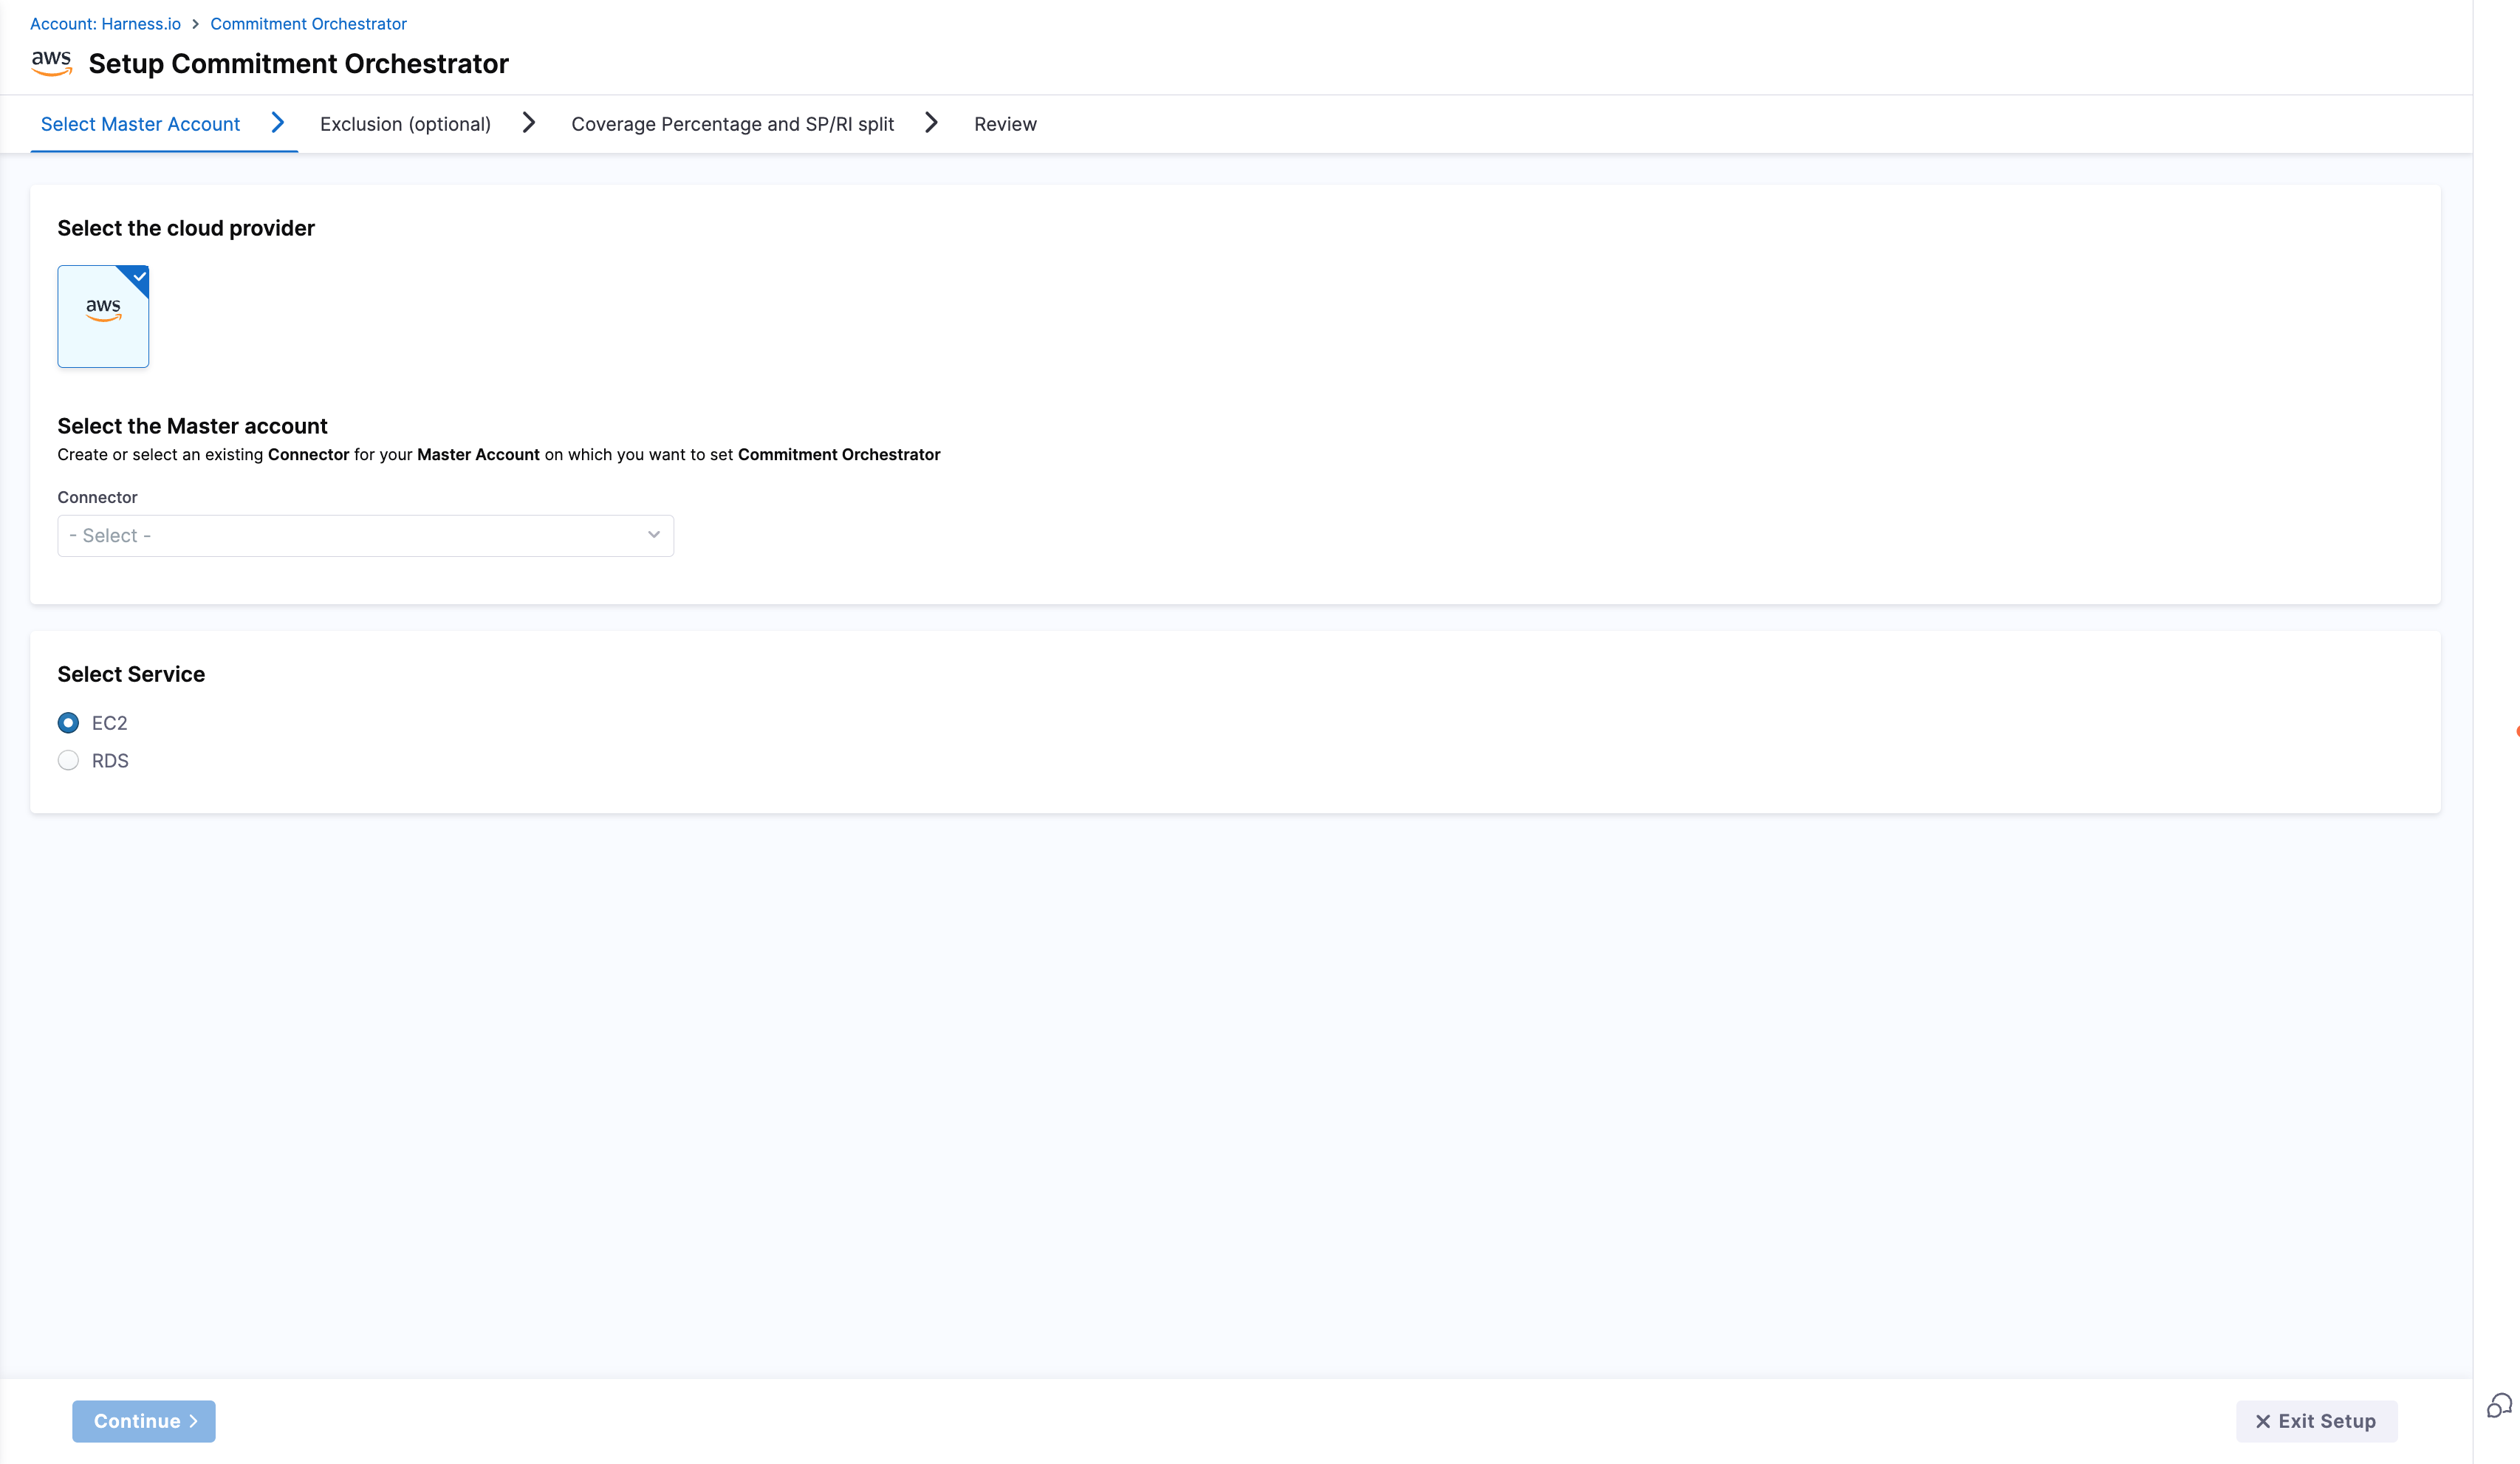 Account: Harness.io > Commitment Orchestrator
aws Setup Commitment Orchestrator
Select Master Account > Exclusion (optional) > Coverage Percentage and SP/RI split > Review
Select the cloud provider
aws
Select the Master account
Create or select an existing Connector for your Master Account on which you want to set Commitment Orchestrator
Connector
- Select -
Select Service
EC2
RDS
Continue >
Exit Setup